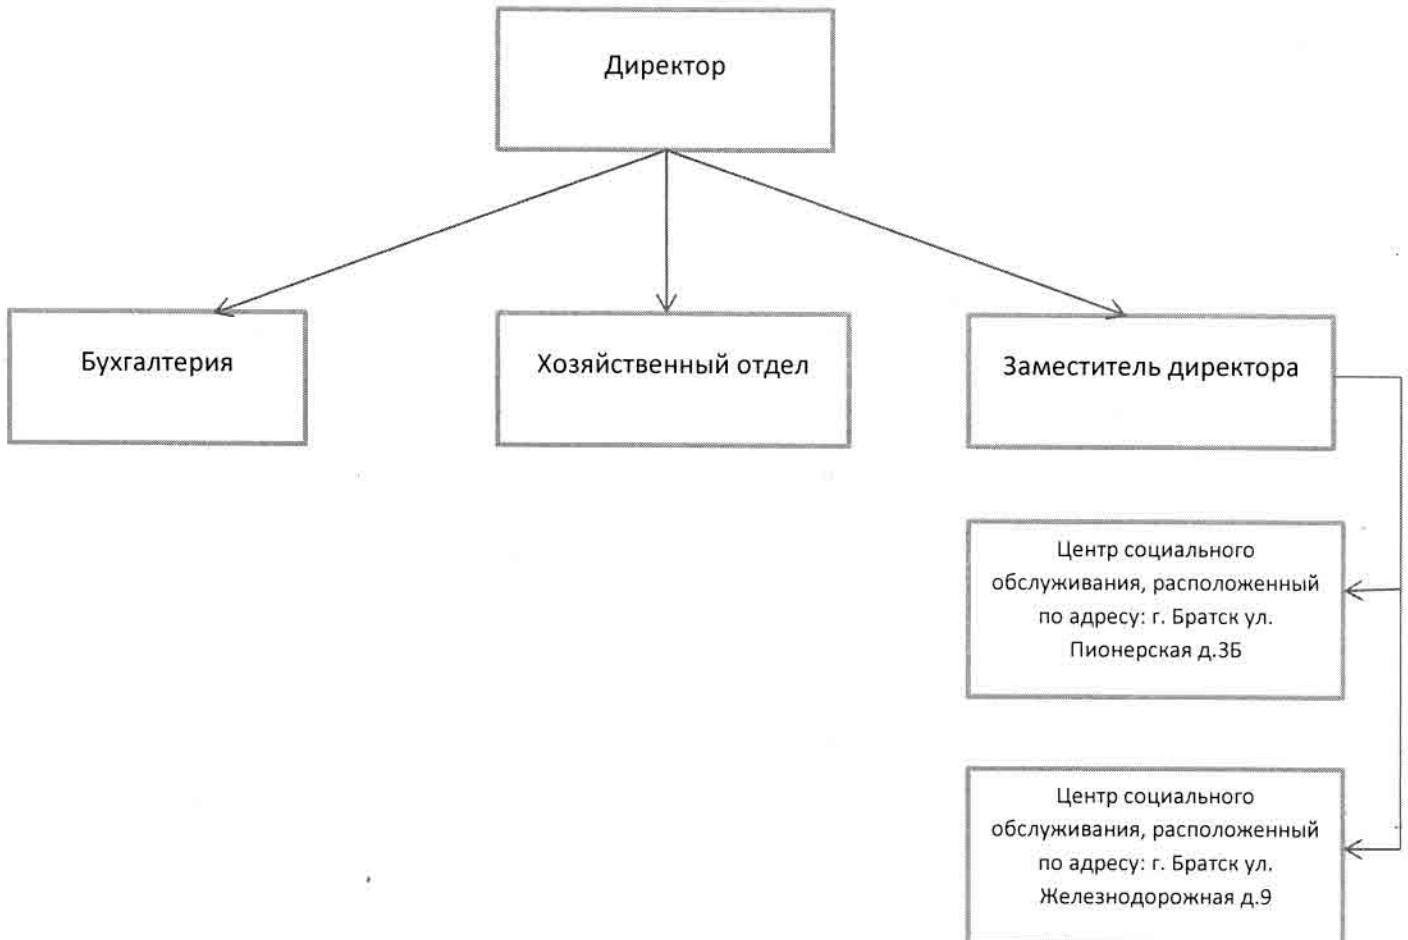 Директор
Бухгалтерия
Хозяйственный отдел
Заместитель директора
Центр социального
обслуживания, расположенный
по адресу: г. Братск ул.
Пионерская д.3Б
Центр социального
обслуживания, расположенный
по адресу: г. Братск ул.
Железнодорожная д.9